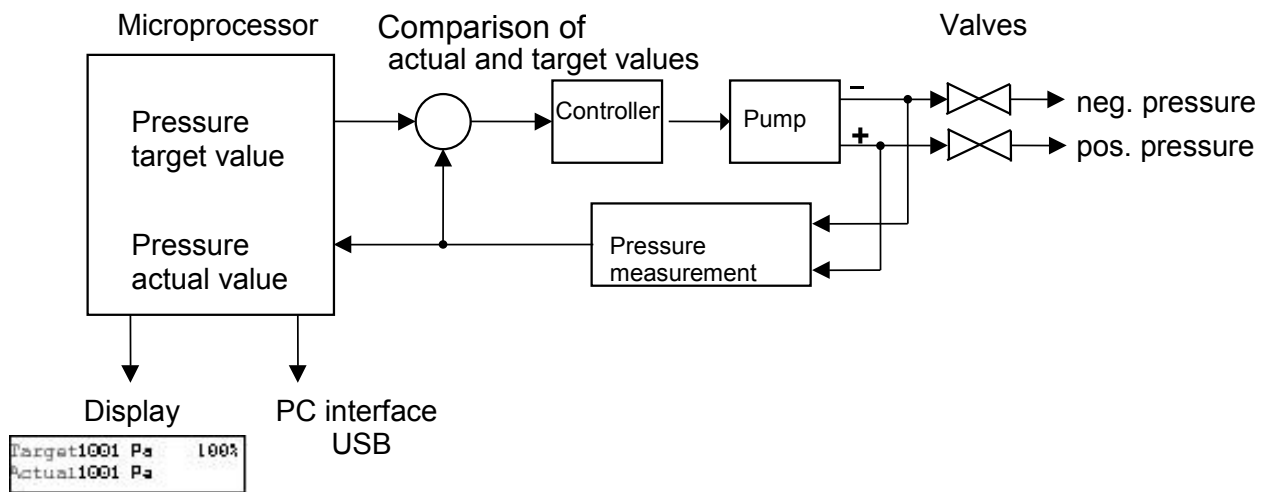 Microprocessor
Comparison of
actual and target values
Valves
Pressure
target value
Controller
Pump
–
+
neg. pressure
pos. pressure
Pressure
actual value
Pressure
measurement
Display
PC interface
USB
Target1001 Pa 100%
Actual1001 Pa